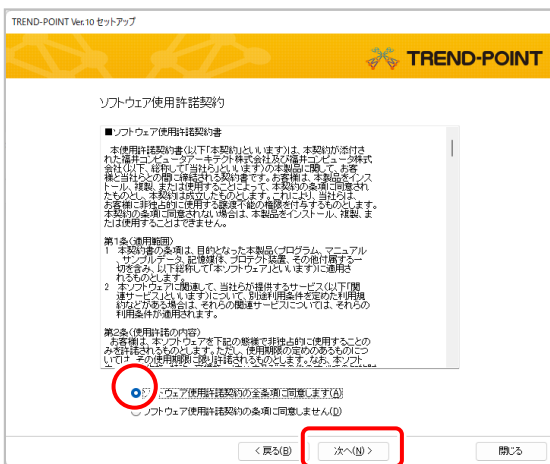 TREND-POINT Ver.10 セットアップ
TREND-POINT
ソフトウェア使用許諾契約
■ソフトウェア使用許諾契約書
本使用許諾契約書(以下「本契約」といいます)は、本契約が添付さ
れた福井コンピュータアーキテクト株式会社及び福井コンピュータ株式
会社(以下、総称して「当社ら」といいます)の本製品に関して、お客
様と当社らとの間に締結される契約書です。お客様は、本製品をインス
トール、複製、または使用することによって、本契約の条項に同意され
たものとし、本契約は成立したものとします。これにより、当社らは、
お客様に非独占的に使用する譲渡不能の権限を付与するものとします。
本契約の条項に同意されない場合は、本製品をインストール、複製、ま
たは使用することはできません。
第1条(適用範囲)
1 本契約書の条項は、目的となった本製品(プログラム、マニュアル
、サンプルデータ、記憶媒体、プロテクト装置、その他付属する一
切を含み、以下総称して「本ソフトウェア」といいます)に適用さ
れるものとします。
2 本ソフトウェアに関連して、当社らが提供するサービス(以下「関
連サービス」といいます)について、別途利用条件を定めた利用規
約などがある場合は、それらの関連サービスについては、それらの
利用条件が適用されます。
第2条(使用許諾の内容)
お客様は、本ソフトウェアを下記の態様で非独占的に使用することの
みを許諾されるものとします。ただし、使用期限の定めのあるものにつ
いては、その使用期限に限り許諾されるものとします。なお、本ソフト
ソフトウェア使用許諾契約の全条項に同意します(A)
ソフトウェア使用許諾契約の条項に同意しません(D)
< 戻る(B) 次へ(N) > 閉じる